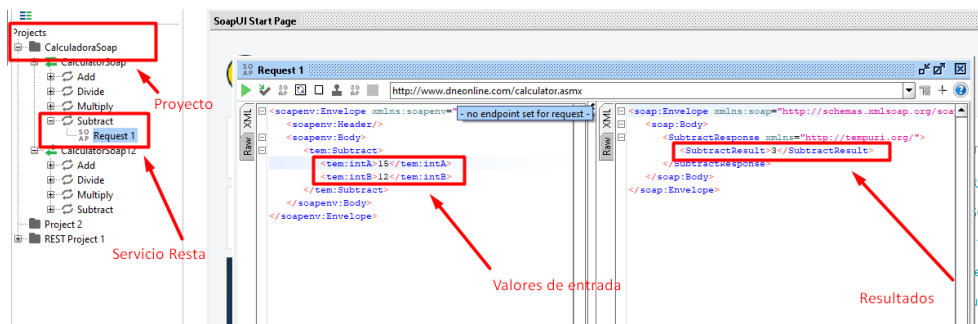 SoapUI Start Page
Projects
CalculadoraSoap
CalculatorSoap
Add
Divide
Multiply
Subtract
Request 1
CalculatorSoap12
Add
Divide
Multiply
Subtract
Project 2
REST Project 1
Proyecto
Servicio Resta
Request 1
http://www.dneonline.com/calculator.asmx
- no endpoint set for request -
XML
Raw
<soapenv:Envelope xmlns:soapenv="
<soapenv:Header/>
<soapenv:Body>
<tem:Subtract>
<tem:intA>15</tem:intA>
<tem:intB>12</tem:intB>
</tem:Subtract>
</soapenv:Body>
</soapenv:Envelope>
Valores de entrada
XML
Raw
<soap:Envelope xmlns:soap="http://schemas.xmlsoap.org/soa
<soap:Body>
<SubtractResponse xmlns="http://tempuri.org/">
<SubtractResult>3</SubtractResult>
</SubtractResponse>
</soap:Body>
</soap:Envelope>
Resultados